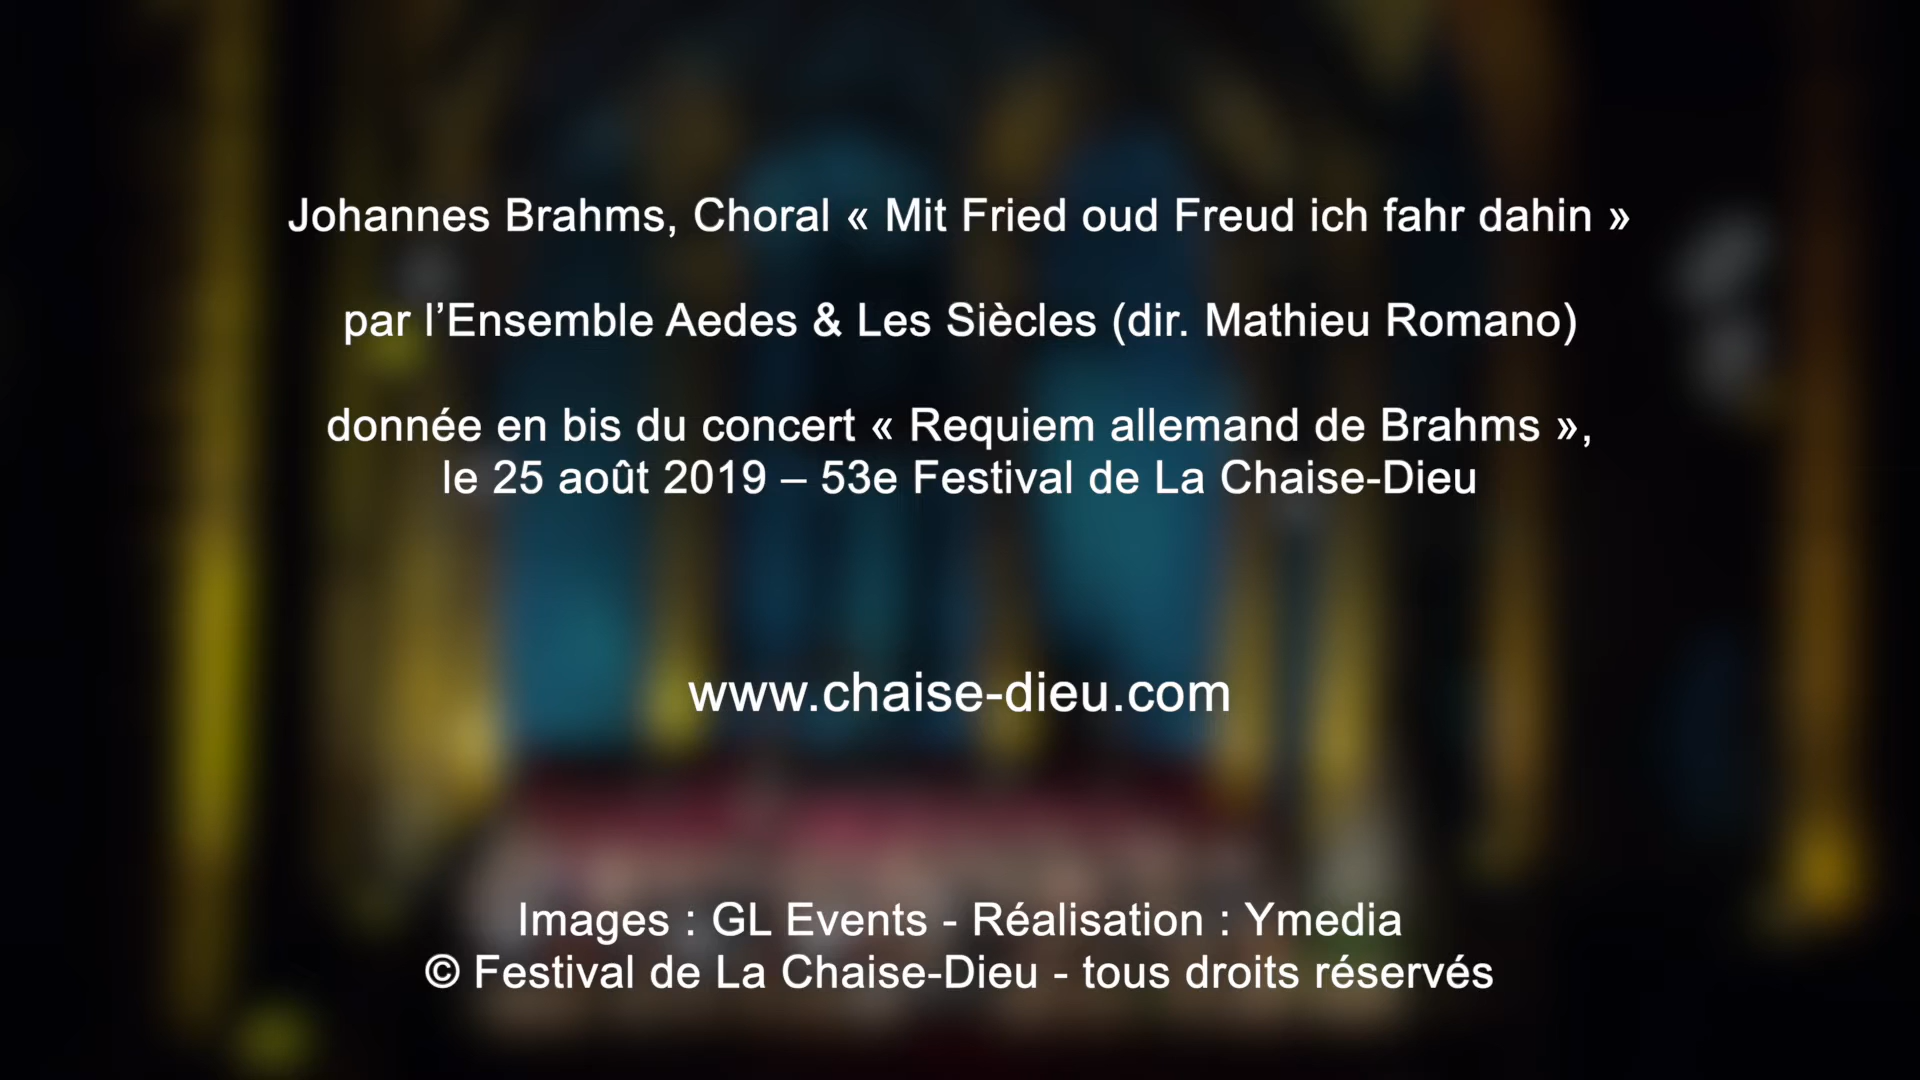 Johannes Brahms, Choral « Mit Fried oud Freud ich fahr dahin »
par l’Ensemble Aedes & Les Siècles (dir. Mathieu Romano)
donnée en bis du concert « Requiem allemand de Brahms »,
le 25 août 2019 – 53e Festival de La Chaise-Dieu
www.chaise-dieu.com
Images : GL Events - Réalisation : Ymedia
© Festival de La Chaise-Dieu - tous droits réservés